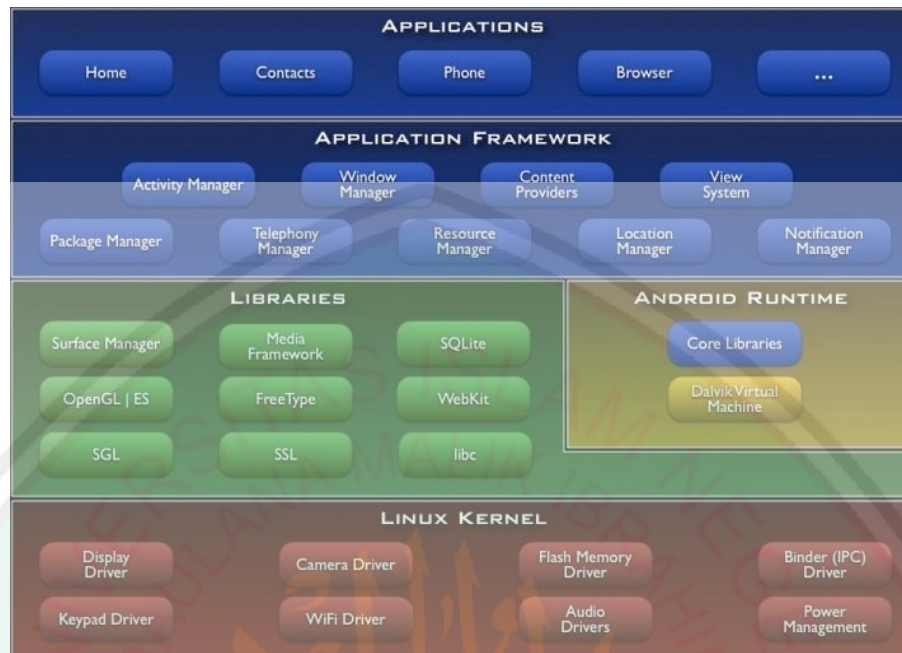 APPLICATIONS
Home
Contacts
Phone
Browser
...
APPLICATION FRAMEWORK
Activity Manager
Window
Manager
Content
Providers
View
System
Package Manager
Telephony
Manager
Resource
Manager
Location
Manager
Notification
Manager
LIBRARIES
Surface Manager
Media
Framework
SQLite
OpenGL | ES
FreeType
WebKit
SGL
SSL
libc
ANDROID RUNTIME
Core Libraries
Dalvik Virtual
Machine
LINUX KERNEL
Display
Driver
Camera Driver
Flash Memory
Driver
Binder (IPC)
Driver
Keypad Driver
WiFi Driver
Audio
Drivers
Power
Management